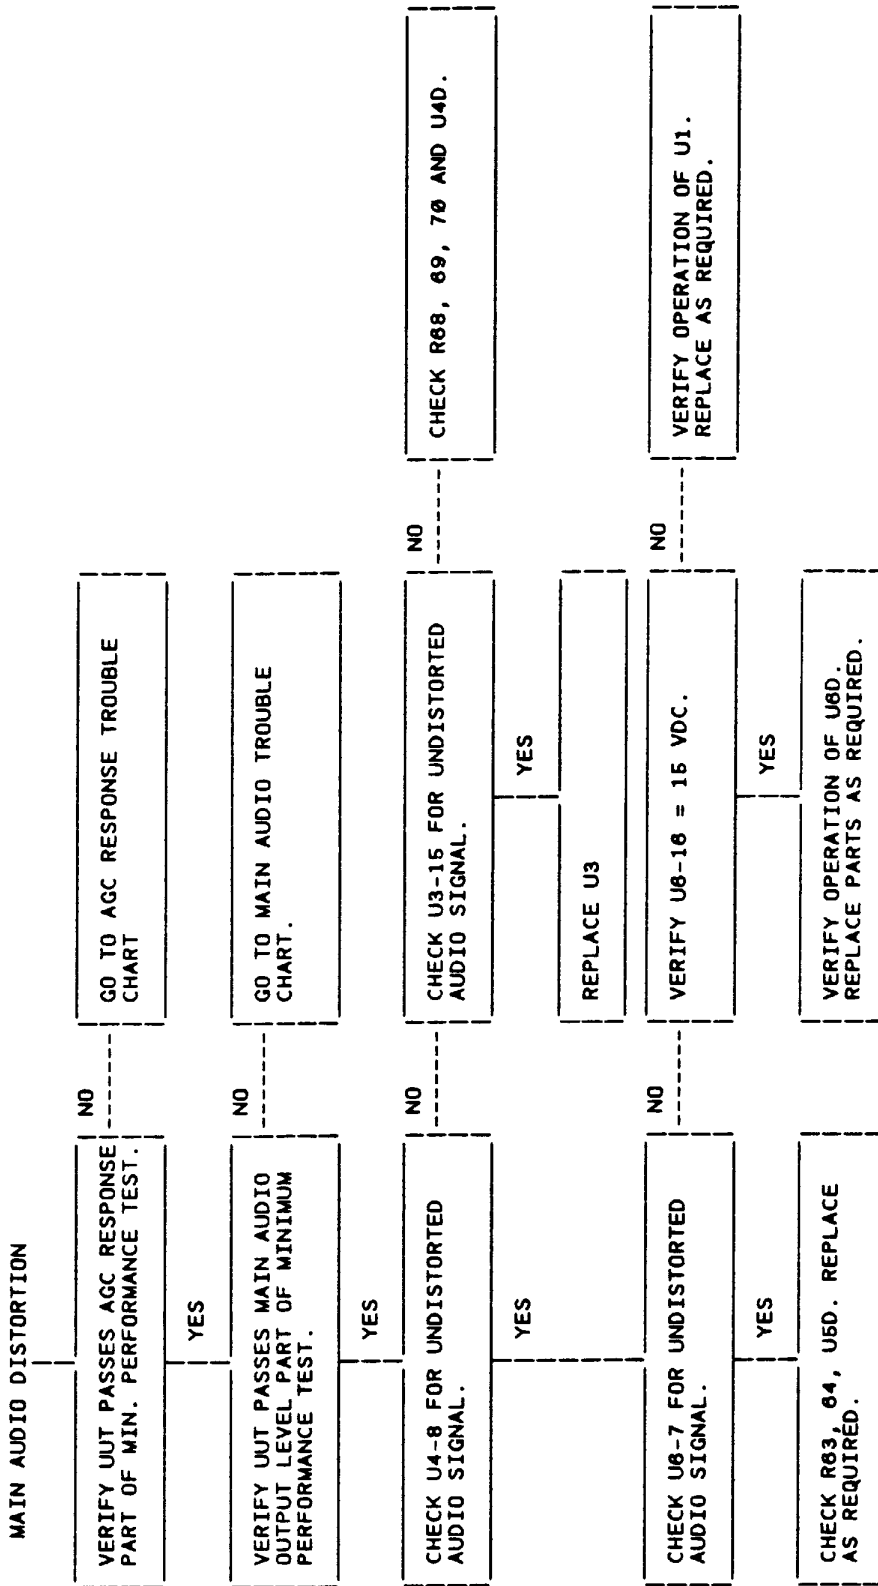 MAIN AUDIO DISTORTION
VERIFY UUT PASSES AGC RESPONSE
PART OF MIN. PERFORMANCE TEST.
NO
GO TO AGC RESPONSE TROUBLE
CHART
YES
VERIFY UUT PASSES MAIN AUDIO
OUTPUT LEVEL PART OF MINIMUM
PERFORMANCE TEST.
NO
GO TO MAIN AUDIO TROUBLE
CHART.
YES
CHECK U4-8 FOR UNDISTORTED
AUDIO SIGNAL.
NO
CHECK U3-15 FOR UNDISTORTED
AUDIO SIGNAL.
NO
CHECK R68, 69, 70 AND U4D.
YES
YES
REPLACE U3
CHECK U6-7 FOR UNDISTORTED
AUDIO SIGNAL.
NO
VERIFY U6-16 = 15 VDC.
NO
VERIFY OPERATION OF U1.
REPLACE AS REQUIRED.
YES
YES
CHECK R63, 64, U5D. REPLACE
AS REQUIRED.
VERIFY OPERATION OF U6D.
REPLACE PARTS AS REQUIRED.